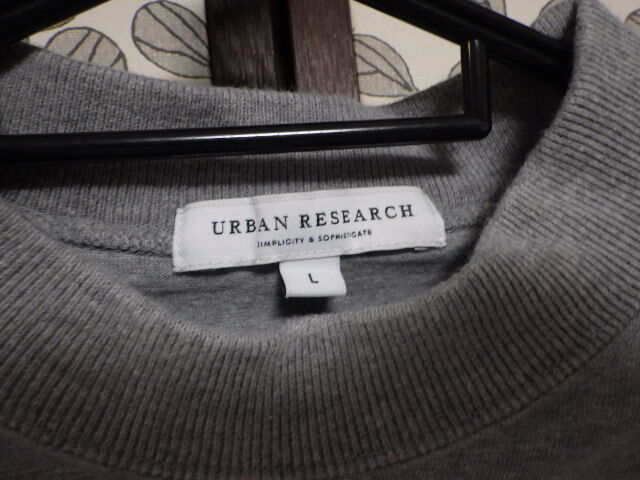 URBAN RESEARCH
SIMPLICITY & SOPHISTICATE
L